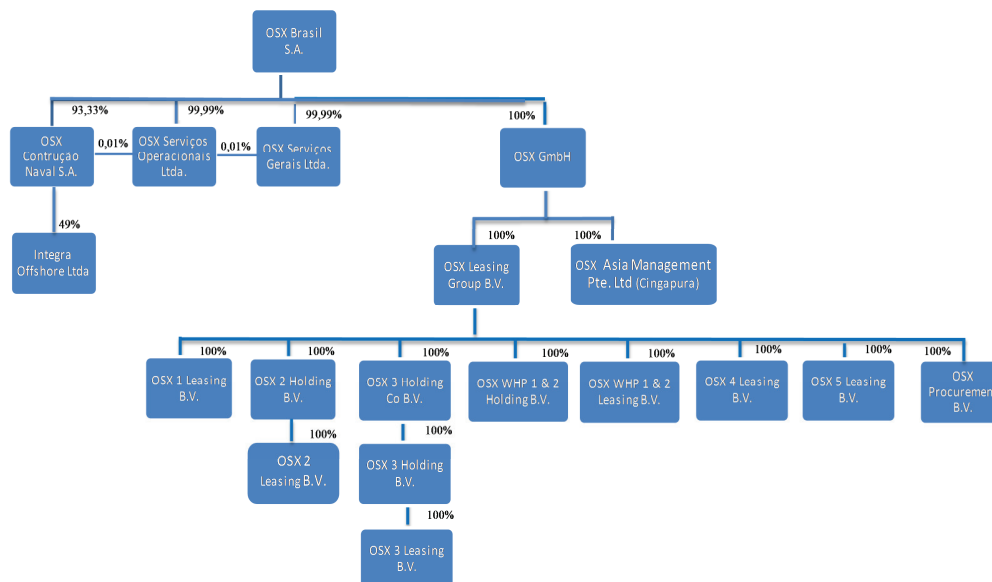 OSX Brasil
S.A.
93,33%
99,99%
99,99%
100%
OSX
Contrução
Naval S.A.
0,01%
OSX Serviços
Operacionais
Ltda.
0,01%
OSX Serviços
Gerais Ltda.
OSX GmbH
49%
100%
100%
Integra
Offshore Ltda
OSX Leasing
Group B.V.
OSX Asia Management
Pte. Ltd (Cingapura)
100%
100%
100%
100%
100%
100%
100%
100%
OSX 1 Leasing
B.V.
OSX 2 Holding
B.V.
OSX 3 Holding
Co B.V.
OSX WHP 1 & 2
Holding B.V.
OSX WHP 1 & 2
Leasing B.V.
OSX 4 Leasing
B.V.
OSX 5 Leasing
B.V.
OSX
Procuremen
B.V.
100%
100%
OSX 2
Leasing B.V.
OSX 3 Holding
B.V.
100%
OSX 3 Leasing
B.V.